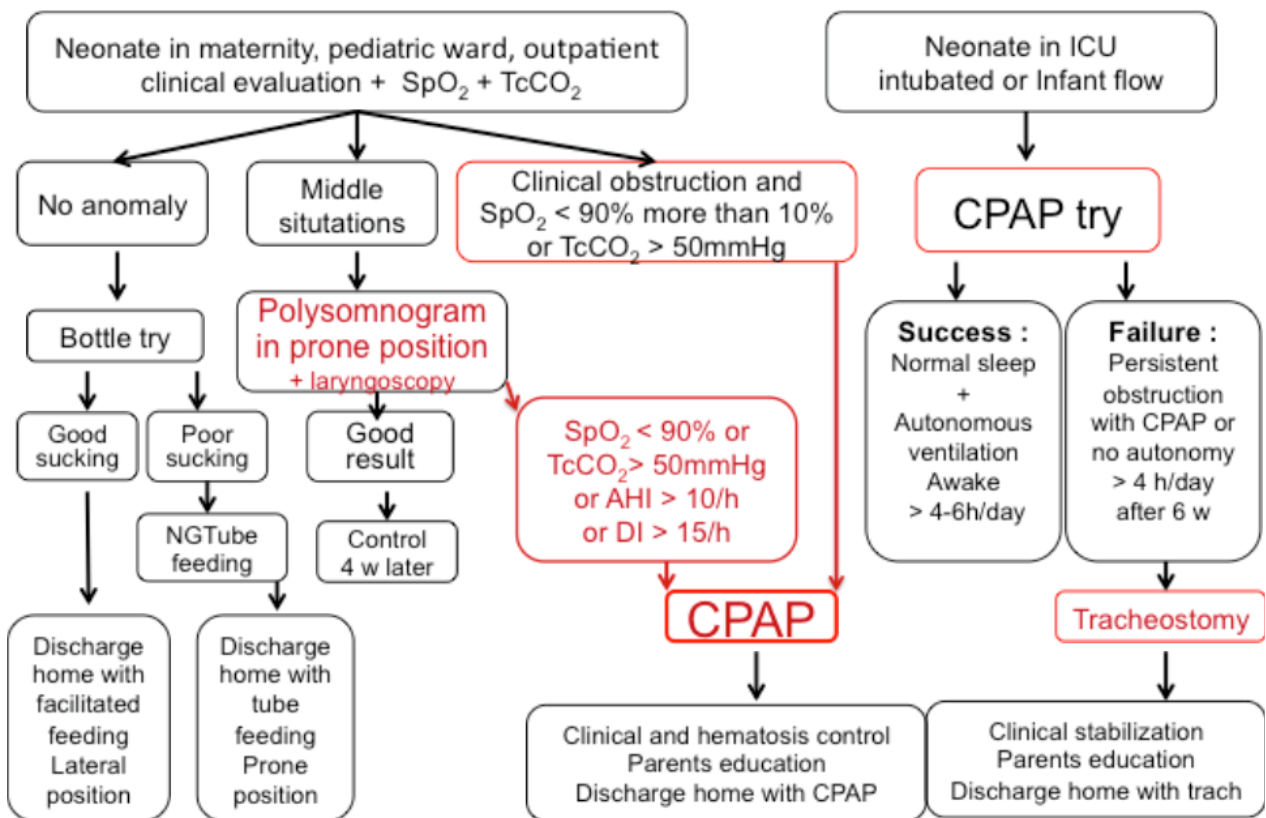 Neonate in maternity, pediatric ward, outpatient
clinical evaluation + SpO₂ + TcCO₂
Neonate in ICU
intubated or Infant flow
No anomaly
Middle
situtations
Clinical obstruction and
SpO₂ < 90% more than 10%
or TcCO₂ > 50mmHg
CPAP try
Bottle try
Polysomnogram
in prone position
+ laryngoscopy
Success :
Normal sleep
+
Autonomous
ventilation
Awake
> 4-6h/day
Failure :
Persistent
obstruction
with CPAP or
no autonomy
> 4 h/day
after 6 w
Good
sucking
Poor
sucking
Good
result
SpO₂ < 90% or
TcCO₂> 50mmHg
or AHI > 10/h
or DI > 15/h
NGTube
feeding
Control
4 w later
CPAP
Tracheostomy
Discharge
home with
facilitated
feeding
Lateral
position
Discharge
home with
tube
feeding
Prone
position
Clinical and hematosis control
Parents education
Discharge home with CPAP
Clinical stabilization
Parents education
Discharge home with trach